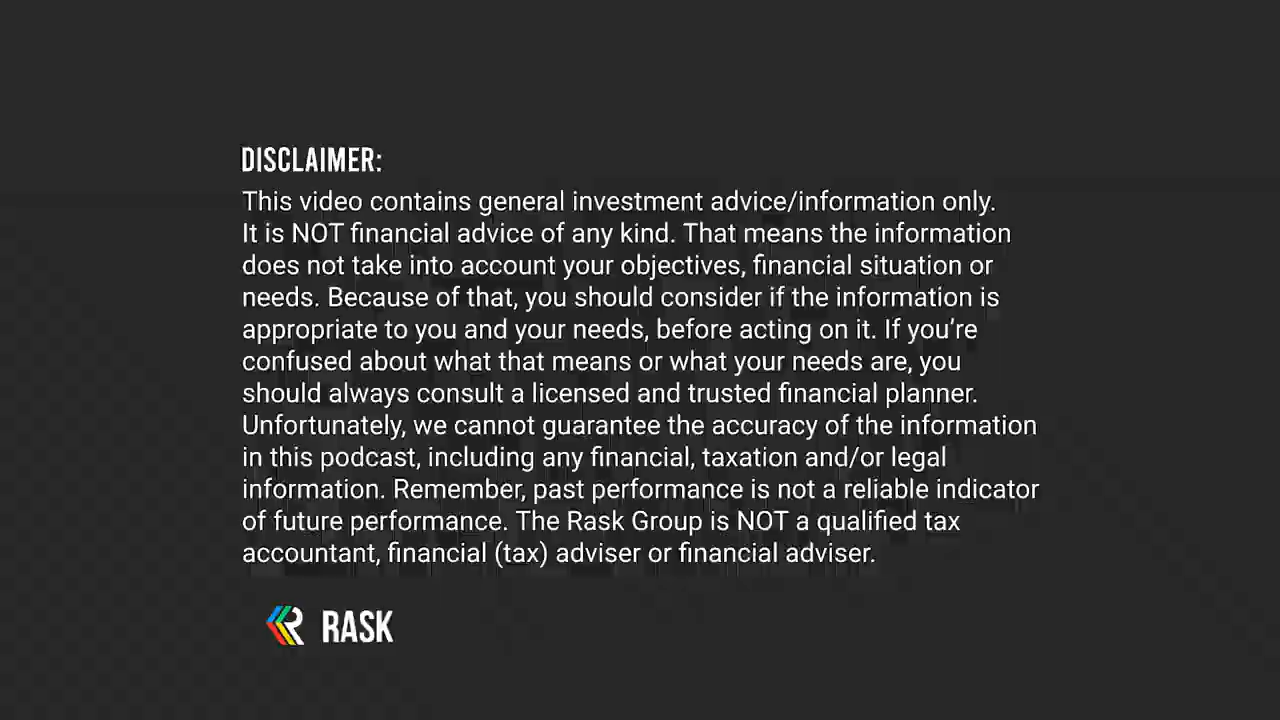 DISCLAIMER:
This video contains general investment advice/information only.
It is NOT financial advice of any kind. That means the information
does not take into account your objectives, financial situation or
needs. Because of that, you should consider if the information is
appropriate to you and your needs, before acting on it. If you're
confused about what that means or what your needs are, you
should always consult a licensed and trusted financial planner.
Unfortunately, we cannot guarantee the accuracy of the information
in this podcast, including any financial, taxation and/or legal
information. Remember, past performance is not a reliable indicator
of future performance. The Rask Group is NOT a qualified tax
accountant, financial (tax) adviser or financial adviser.
RASK